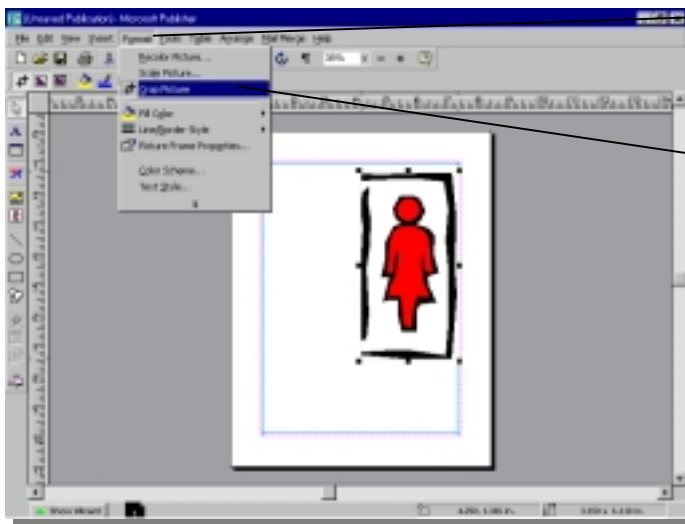 (Unsaved Publication) - Microsoft Publisher
File Edit View Insert Format Tools Table Arrange Mail Merge Help
Recolor Picture...
Scale Picture...
Crop Picture
Fill Color
Line/Border Style
Picture Frame Properties...
Color Scheme...
Text Style...
Show Wizard